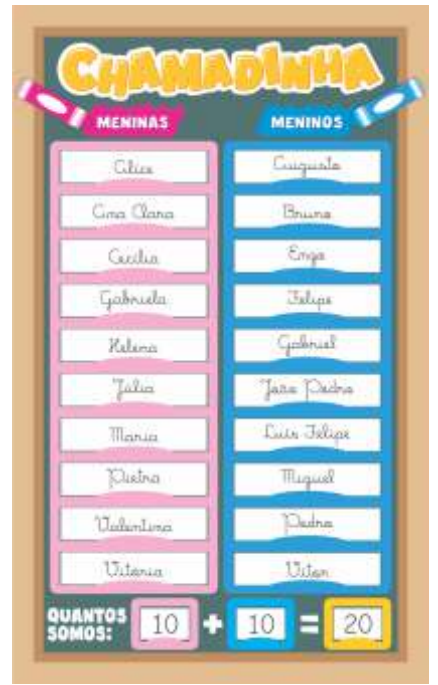 CHAMADINHA
MENINAS
MENINOS
Alice
Ana Clara
Cecília
Gabriela
Helena
Júlia
Maria
Pietra
Valentina
Vitória
Augusto
Bruno
Enzo
Felipe
Gabriel
João Pedro
Luis Felipe
Miguel
Pedro
Vitor
QUANTOS SOMOS:
10 + 10 = 20